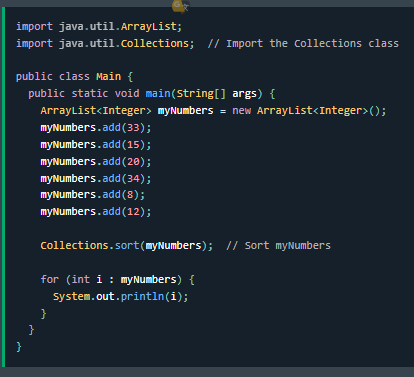 import java.util.ArrayList;
import java.util.Collections;  // Import the Collections class

public class Main {
  public static void main(String[] args) {
    ArrayList<Integer> myNumbers = new ArrayList<Integer>();
    myNumbers.add(33);
    myNumbers.add(15);
    myNumbers.add(20);
    myNumbers.add(34);
    myNumbers.add(8);
    myNumbers.add(12);

    Collections.sort(myNumbers);  // Sort myNumbers

    for (int i : myNumbers) {
      System.out.println(i);
    }
  }
}